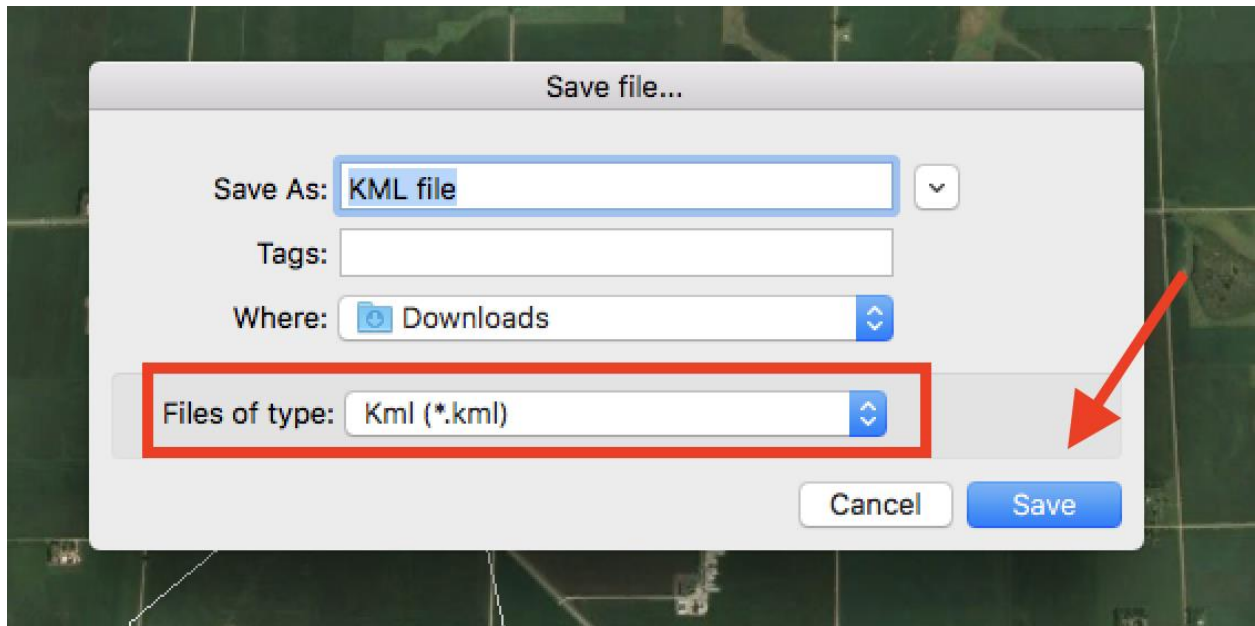 Save file...
Save As: KML file
Tags:
Where: Downloads
Files of type: Kml (*.kml)
Cancel Save